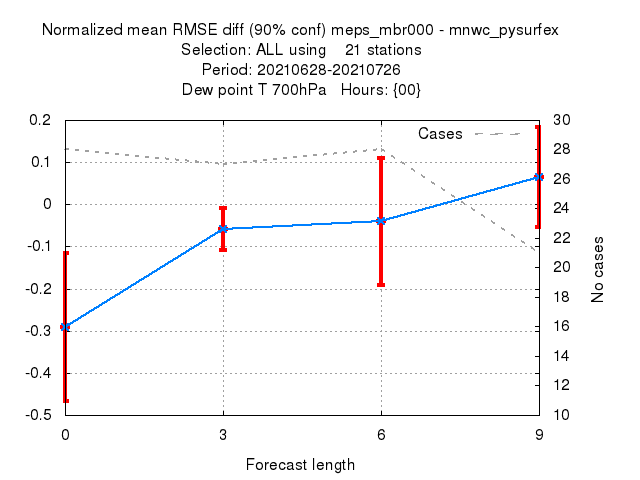 Normalized mean RMSE diff (90% conf) meps_mbr000 - mnwc_pysurfex
Selection: ALL using 21 stations
Period: 20210628-20210726
Dew point T 700hPa Hours: {00}
Cases
0.2
0.1
0
-0.1
-0.2
-0.3
-0.4
-0.5
30
28
26
24
22
20
18
16
14
12
10
No cases
0 3 6 9
Forecast length